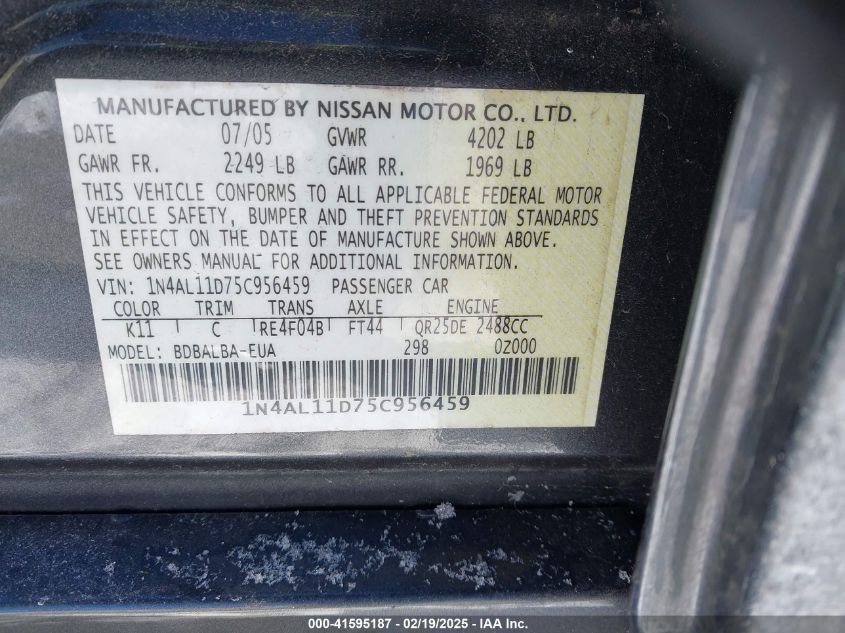 MANUFACTURED BY NISSAN MOTOR CO., LTD.
DATE 07/05 GVWR 4202 LB
GAWR FR. 2249 LB GAWR RR. 1969 LB
THIS VEHICLE CONFORMS TO ALL APPLICABLE FEDERAL MOTOR
VEHICLE SAFETY, BUMPER AND THEFT PREVENTION STANDARDS
IN EFFECT ON THE DATE OF MANUFACTURE SHOWN ABOVE.
SEE OWNERS MANUAL FOR ADDITIONAL INFORMATION.
VIN: 1N4AL11D75C956459 PASSENGER CAR
COLOR TRIM TRANS AXLE ENGINE
K11 C RE4F04B FT44 QR25DE 2488CC
MODEL: BDBALBA-EUA 298 0Z000
1N4AL11D75C956459
000-41595187 - 02/19/2025 - IAAI.com.